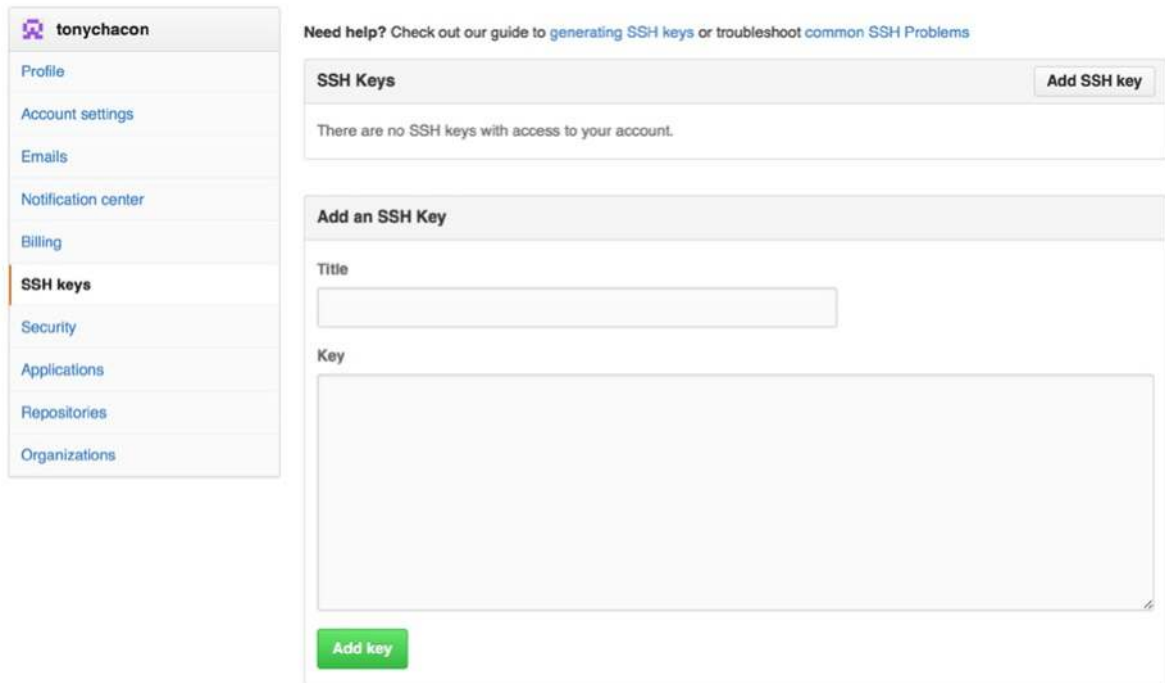 tonychacon
Profile
Account settings
Emails
Notification center
Billing
SSH keys
Security
Applications
Repositories
Organizations
Need help? Check out our guide to generating SSH keys or troubleshoot common SSH Problems
SSH Keys
Add SSH key
There are no SSH keys with access to your account.
Add an SSH Key
Title
Key
Add key